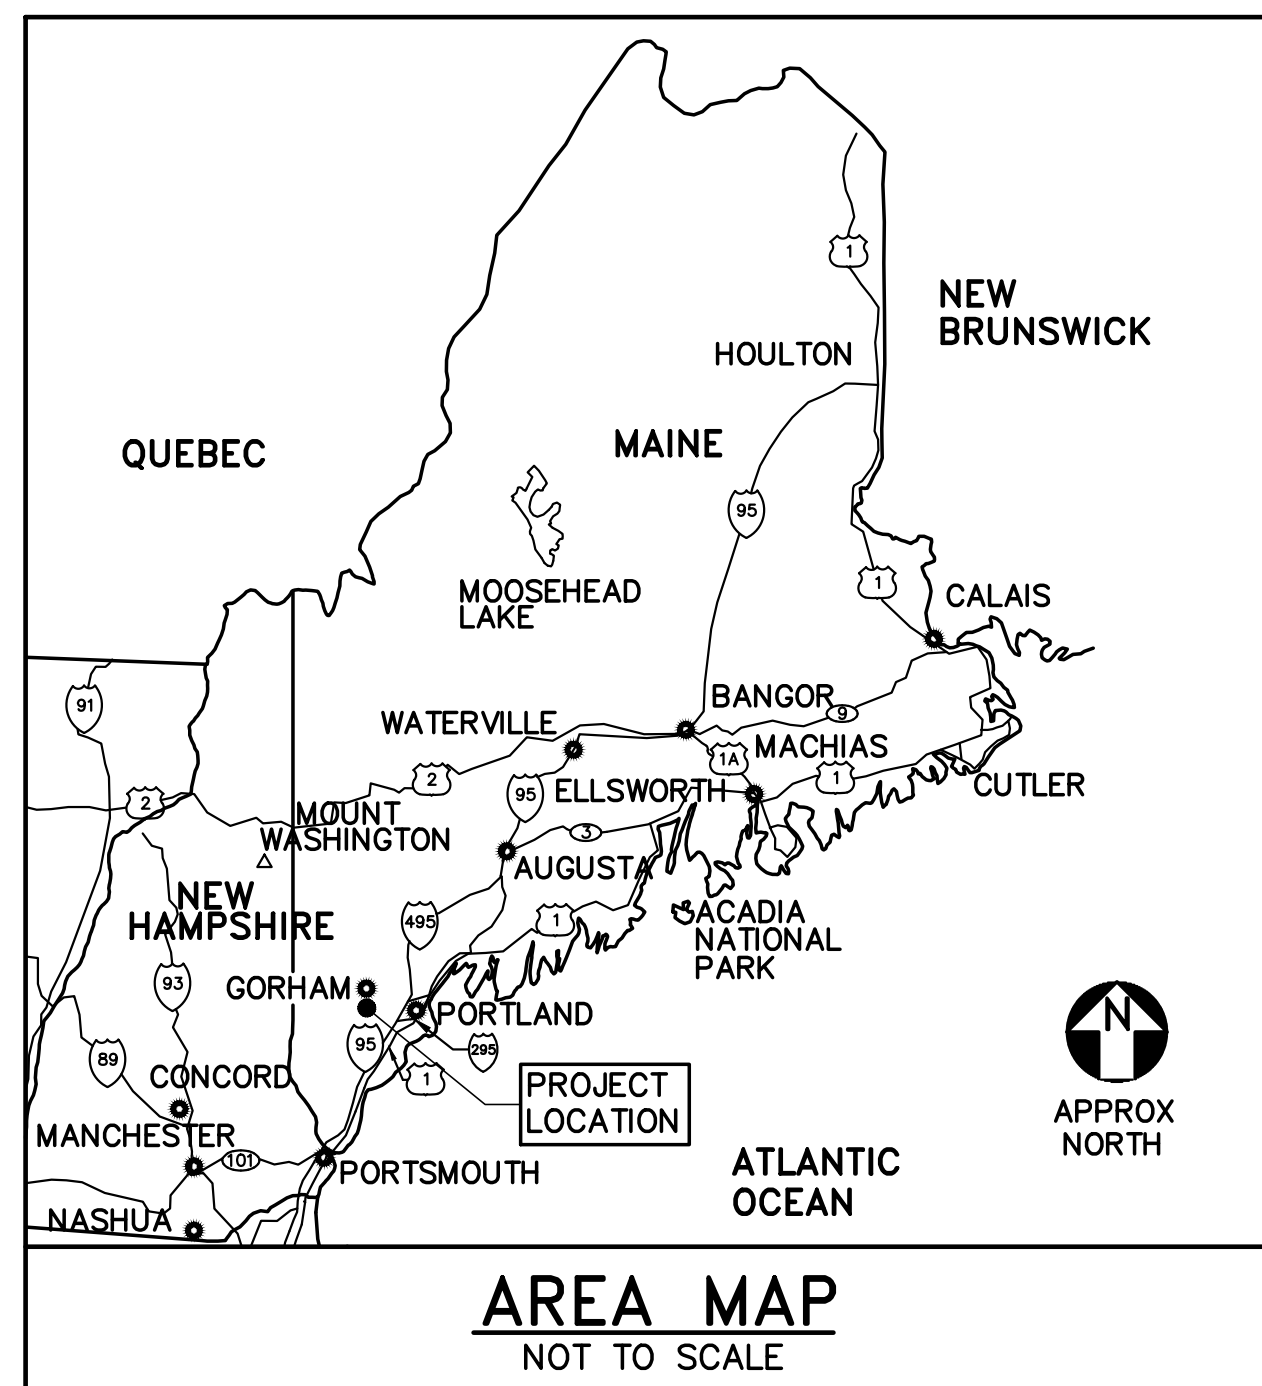 1
NEW
BRUNSWICK
HOULTON
MAINE
QUEBEC
95
MOOSEHEAD
LAKE
1
CALAIS
91
BANGOR
9
WATERVILLE
MACHIAS
1A
2
1
CUTLER
95
ELLSWORTH
2
MOUNT
WASHINGTON
3
AUGUSTA
NEW
HAMPSHIRE
495
1
ACADIA
NATIONAL
PARK
93
GORHAM
PORTLAND
95
295
89
1
CONCORD
PROJECT
LOCATION
MANCHESTER
101
PORTSMOUTH
NASHUA
ATLANTIC
OCEAN
N
APPROX
NORTH
AREA MAP
NOT TO SCALE